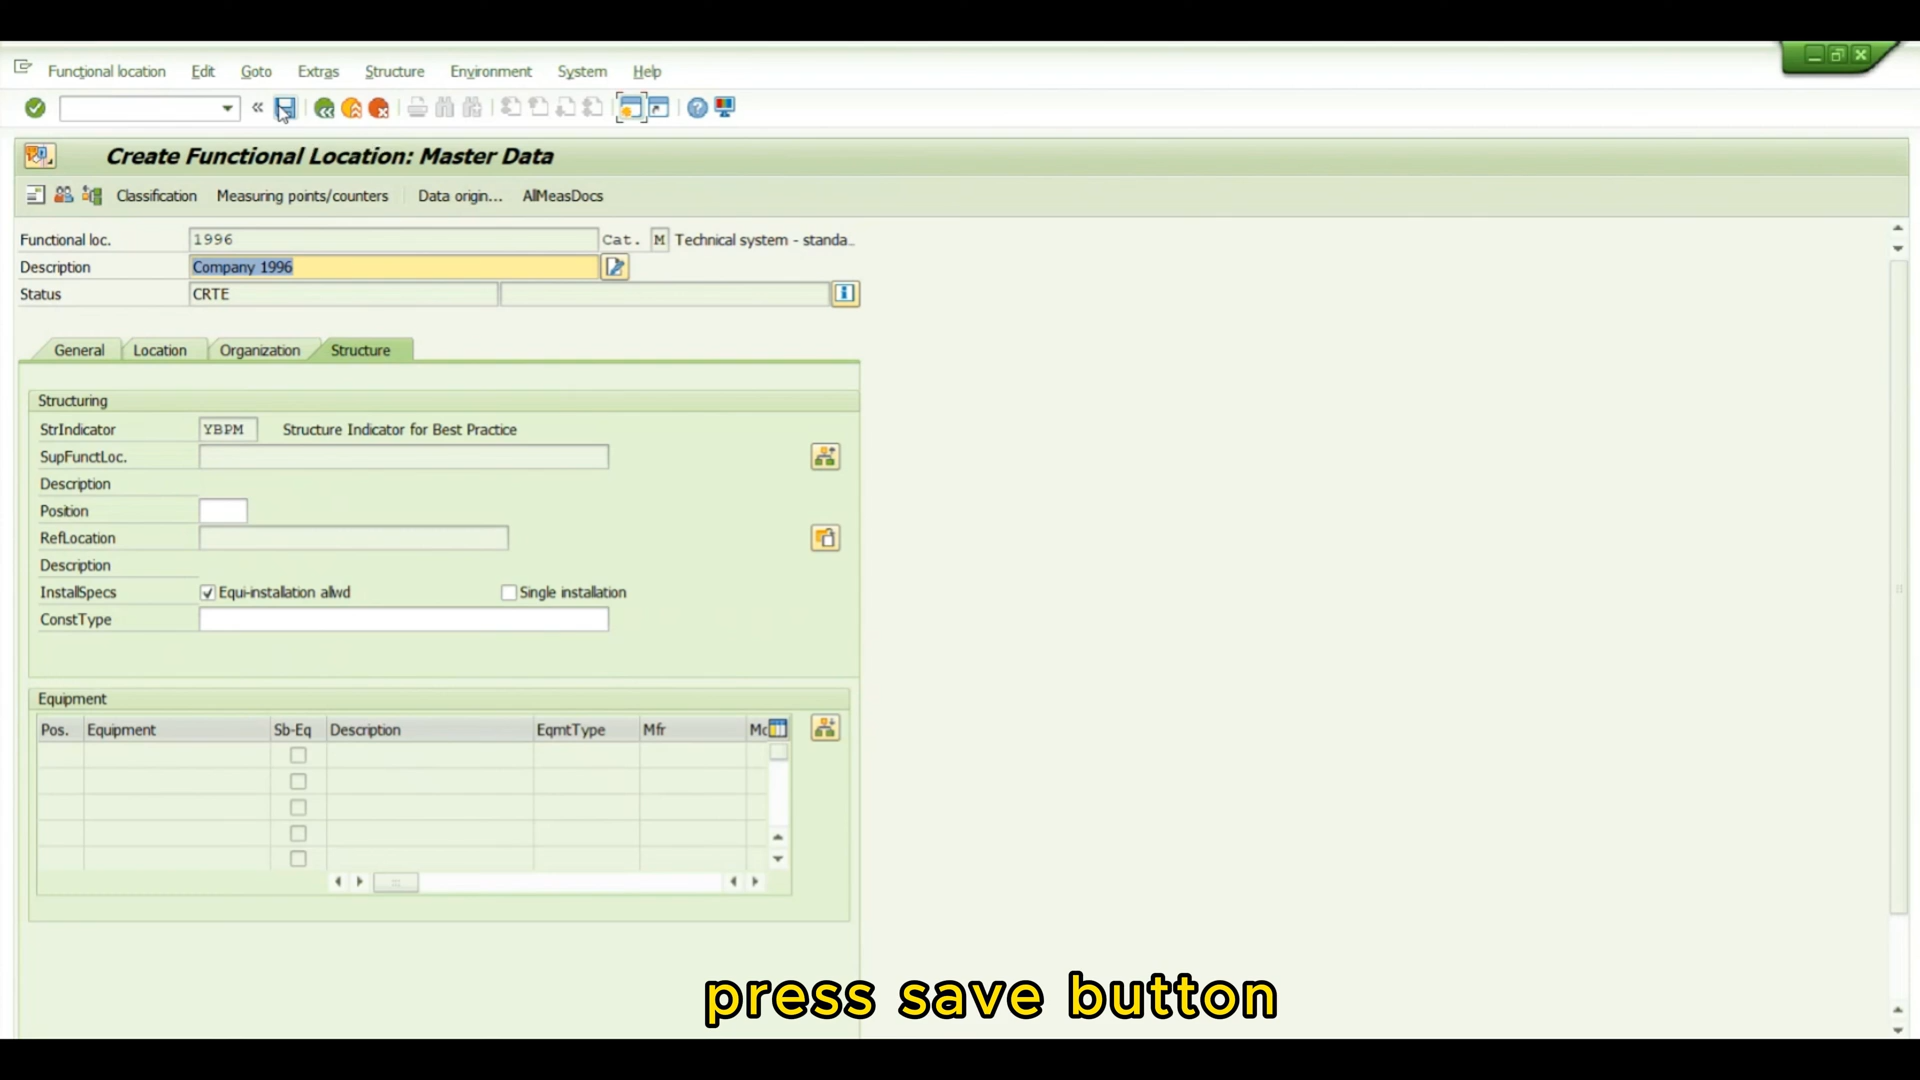 Functional location Edit Goto Extras Structure Environment System Help
Create Functional Location: Master Data
Classification Measuring points/counters Data origin... AllMeasDocs
Functional loc. 1996 Cat. M Technical system - standa..
Description Company 1996
Status CRTE
General Location Organization Structure
Structuring
StrIndicator YBPM Structure Indicator for Best Practice
SupFunctLoc.
Description
Position
RefLocation
Description
InstallSpecs Equi-installation allwd Single installation
ConstType
Equipment
Pos. Equipment Sb-Eq Description EqmtType Mfr Mo
press save button